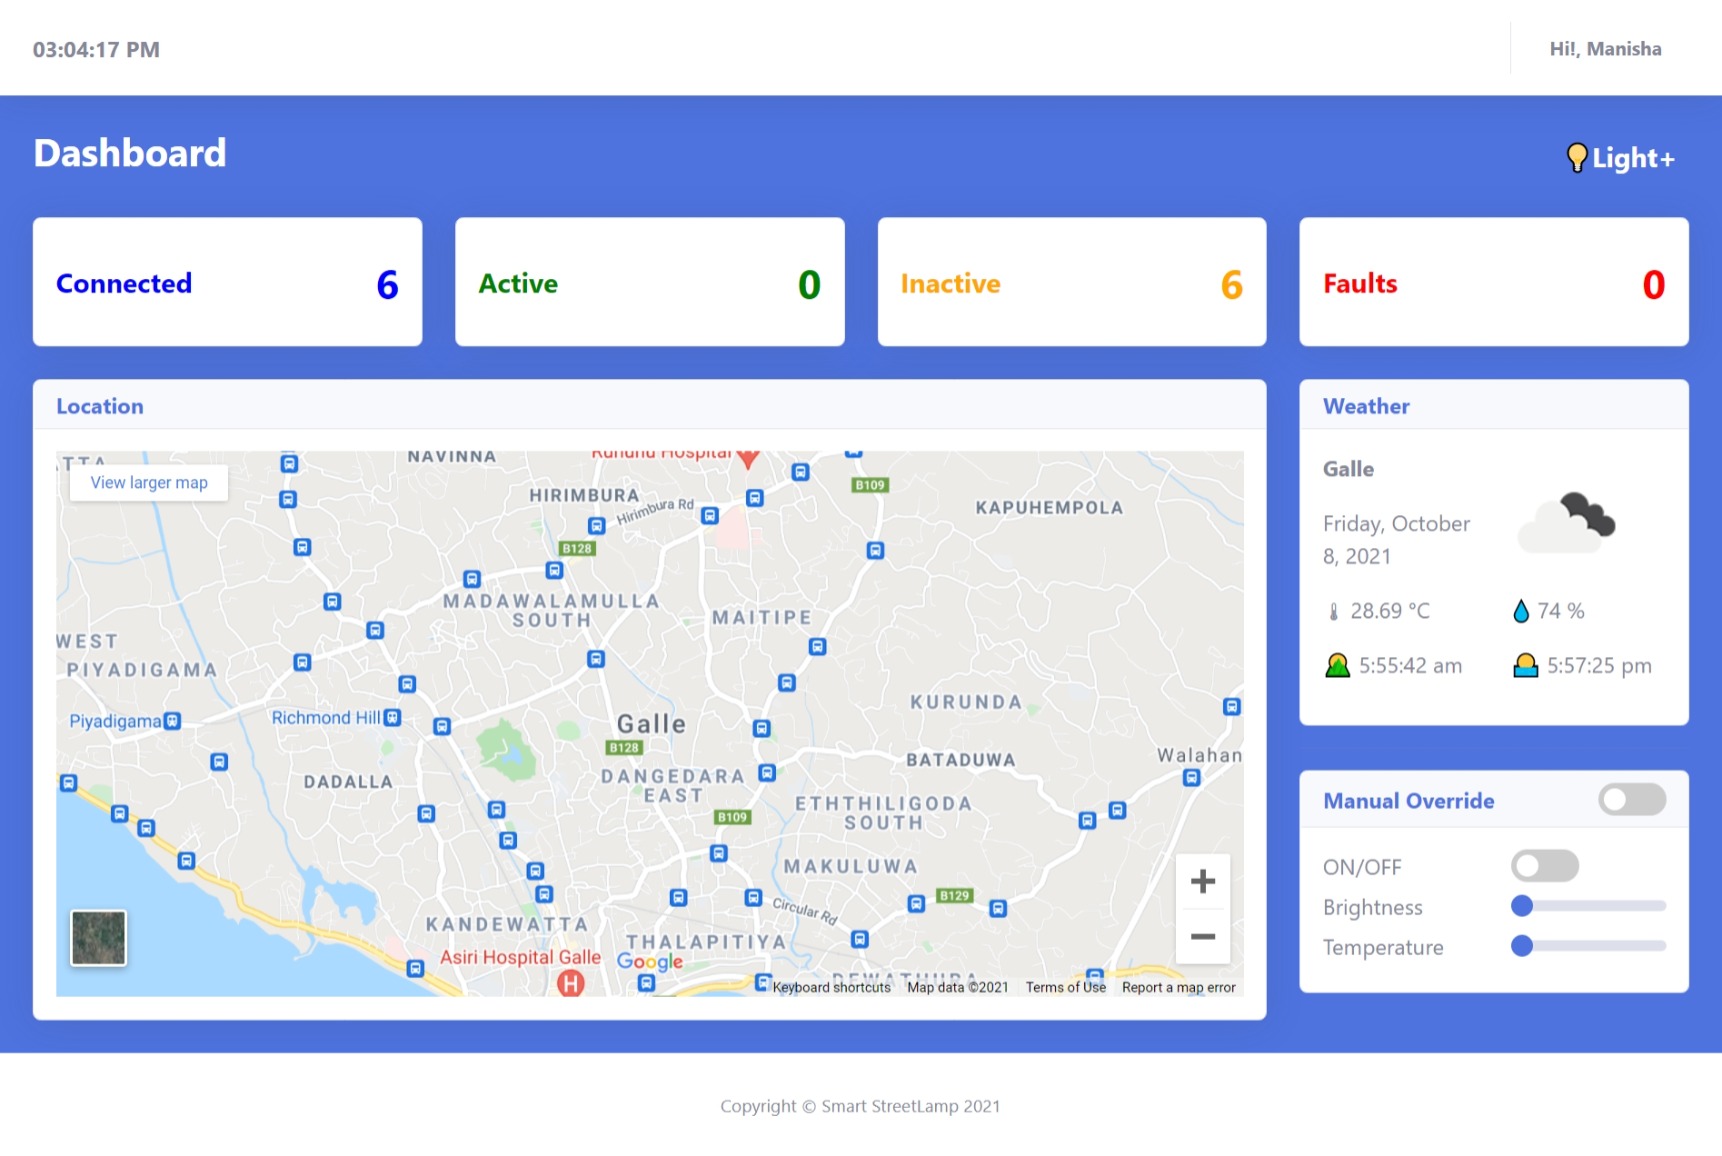 03:04:17 PM
Hi!, Manisha
Dashboard
Light+
Connected 6
Active 0
Inactive 6
Faults 0
Location
View larger map
NAVINNA
Ruhunu Hospital
HIRIMBURA
Hirimbura Rd
B109
KAPUHEMPOLA
B128
MADAWALAMULLA
SOUTH
MAITIPE
WEST
PIYADIGAMA
KURUNDA
Piyadigama
Richmond Hill
Galle
B128
BATADUWA
Walahan
DADALLA
DANGEDARA
EAST
ETHTHILIGODA
SOUTH
B109
MAKULUWA
B129
Circular Rd
KANDEWATTA
THALAPITIYA
Asiri Hospital Galle
H
Google
DEWATHURA
Keyboard shortcuts
Map data ©2021
Terms of Use
Report a map error
Weather
Galle
Friday, October
8, 2021
28.69 °C
74 %
5:55:42 am
5:57:25 pm
Manual Override
ON/OFF
Brightness
Temperature
Copyright © Smart StreetLamp 2021